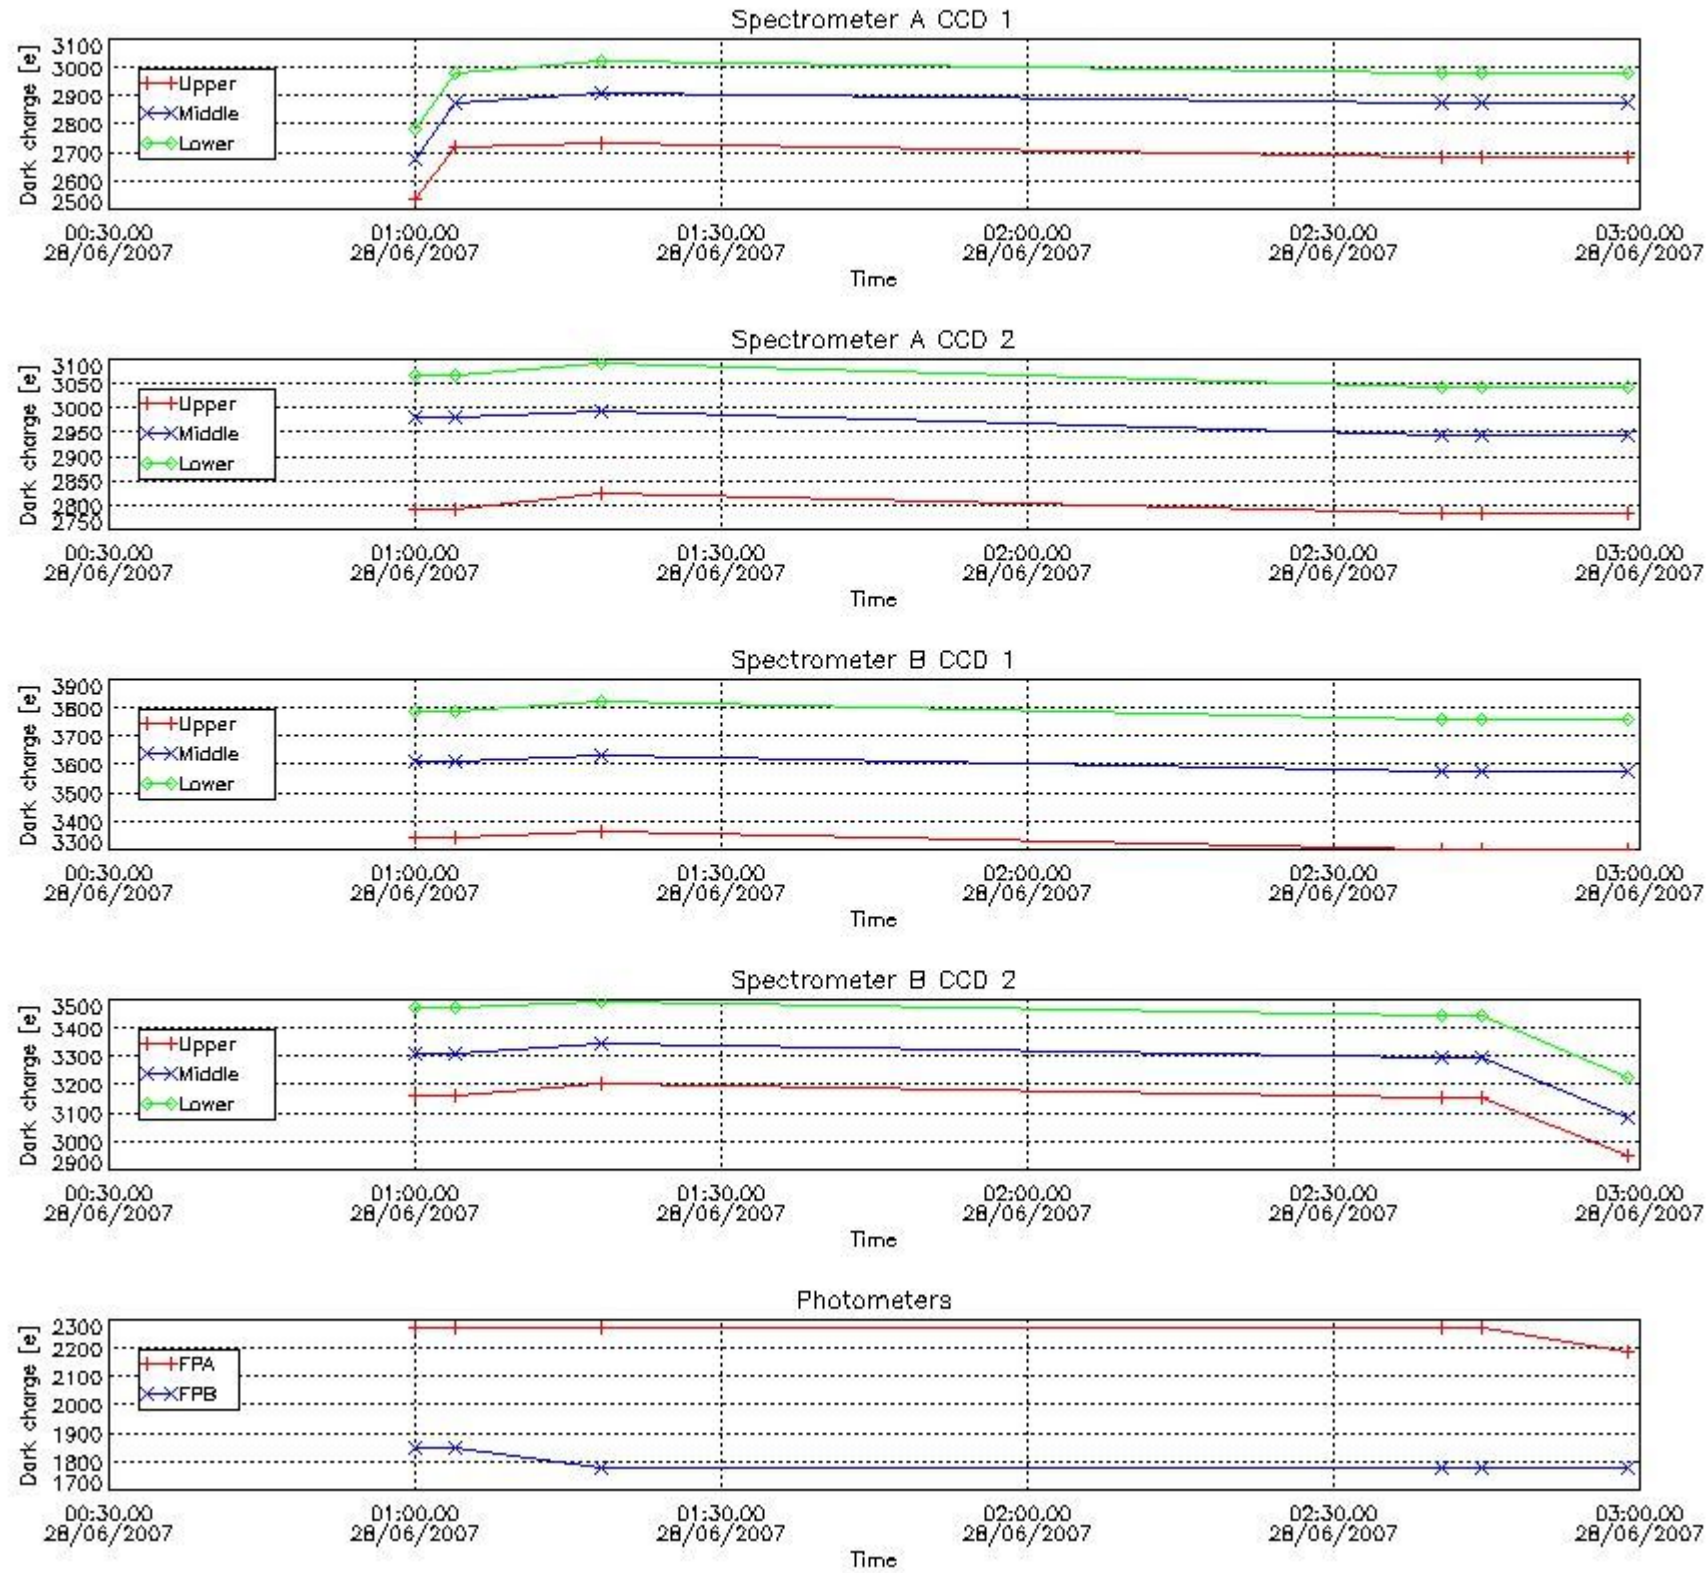 Spectrometer A CCD 1
Dark charge [e]
3100
3000
2900
2800
2700
2600
2500
Upper
Middle
Lower
00:30.00 01:00.00 01:30.00 02:00.00 02:30.00 03:00.00
28/06/2007 28/06/2007 28/06/2007 28/06/2007 28/06/2007 28/06/2007
Time
Spectrometer A CCD 2
Dark charge [e]
3100
3050
3000
2950
2900
2850
2800
2750
Upper
Middle
Lower
00:30.00 01:00.00 01:30.00 02:00.00 02:30.00 03:00.00
28/06/2007 28/06/2007 28/06/2007 28/06/2007 28/06/2007 28/06/2007
Time
Spectrometer B CCD 1
Dark charge [e]
3900
3800
3700
3600
3500
3400
3300
Upper
Middle
Lower
00:30.00 01:00.00 01:30.00 02:00.00 02:30.00 03:00.00
28/06/2007 28/06/2007 28/06/2007 28/06/2007 28/06/2007 28/06/2007
Time
Spectrometer B CCD 2
Dark charge [e]
3500
3400
3300
3200
3100
3000
2900
Upper
Middle
Lower
00:30.00 01:00.00 01:30.00 02:00.00 02:30.00 03:00.00
28/06/2007 28/06/2007 28/06/2007 28/06/2007 28/06/2007 28/06/2007
Time
Photometers
Dark charge [e]
2300
2200
2100
2000
1900
1800
1700
FPA
FPB
00:30.00 01:00.00 01:30.00 02:00.00 02:30.00 03:00.00
28/06/2007 28/06/2007 28/06/2007 28/06/2007 28/06/2007 28/06/2007
Time